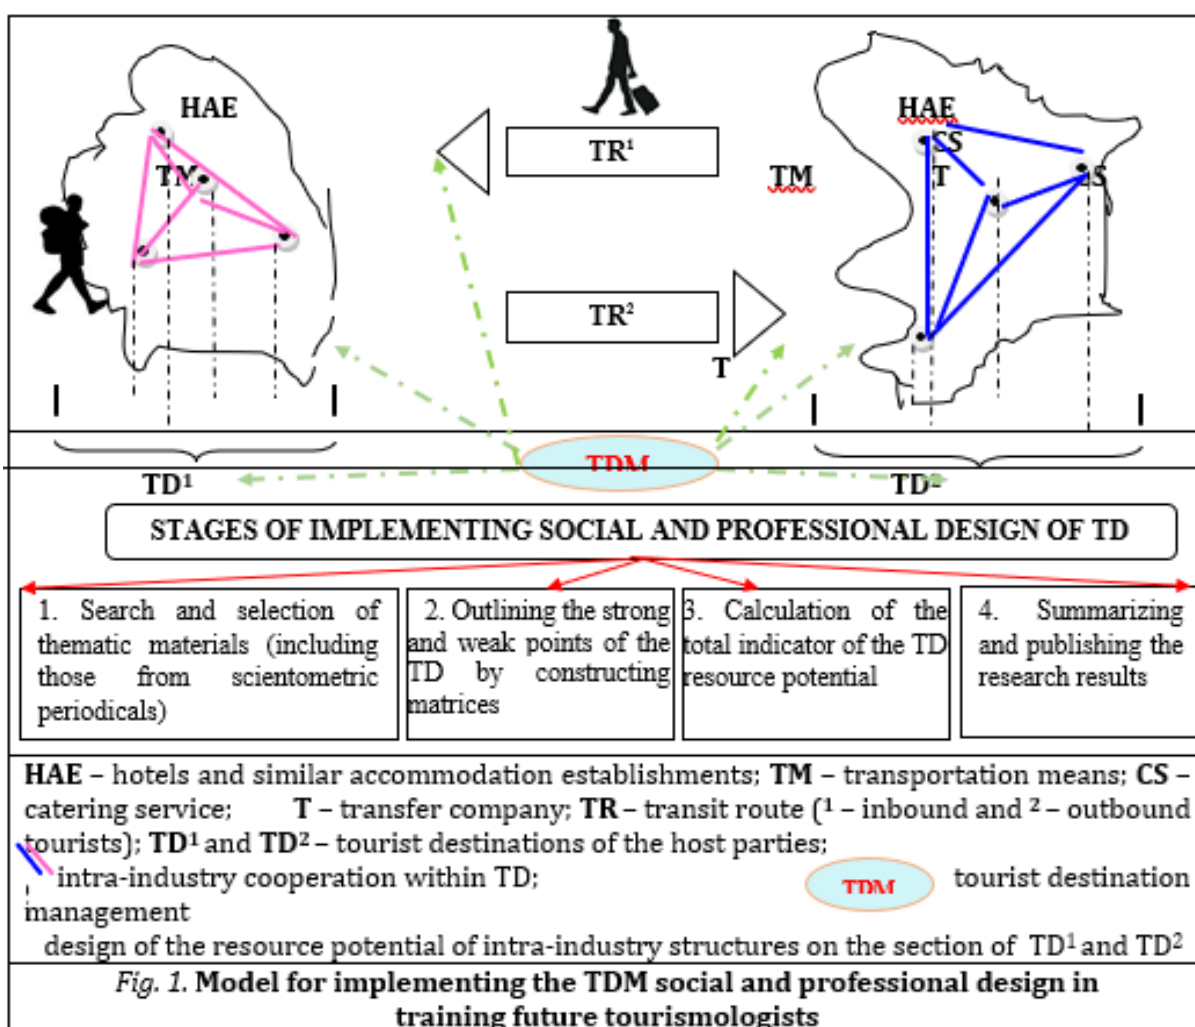 HAE
TM
TR¹
TM
HAE
CS
T
CS
TR²
T
TDM
TD¹
TD²
STAGES OF IMPLEMENTING SOCIAL AND PROFESSIONAL DESIGN OF TD
1. Search and selection of
thematic materials (including
those from scientometric
periodicals)
2. Outlining the strong
and weak points of the
TD by constructing
matrices
3. Calculation of the
total indicator of the TD
resource potential
4. Summarizing
and publishing the
research results
HAE – hotels and similar accommodation establishments; TM – transportation means; CS –
catering service; T – transfer company; TR – transit route (¹ – inbound and ² – outbound
tourists); TD¹ and TD² – tourist destinations of the host parties;
intra-industry cooperation within TD; TDM tourist destination
management
design of the resource potential of intra-industry structures on the section of TD¹ and TD²
Fig. 1. Model for implementing the TDM social and professional design in
training future tourismologists